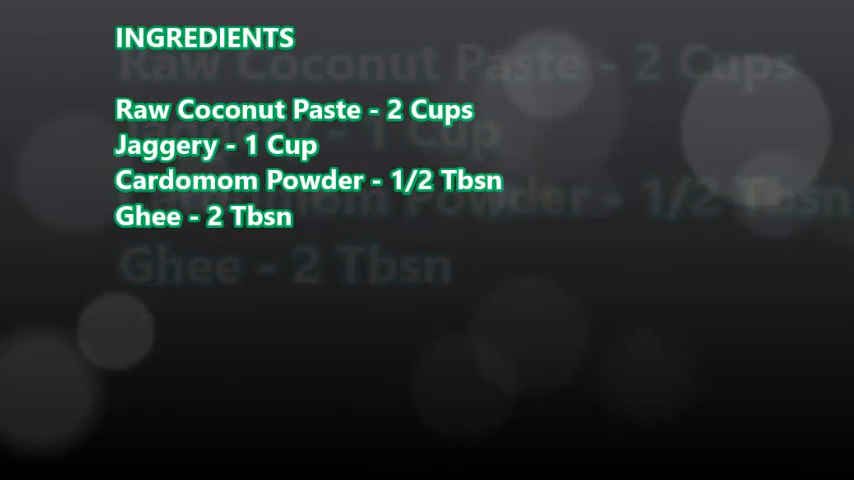 INGREDIENTS
Raw Coconut Paste - 2 Cups
Jaggery - 1 Cup
Cardomom Powder - 1/2 Tbsn
Ghee - 2 Tbsn